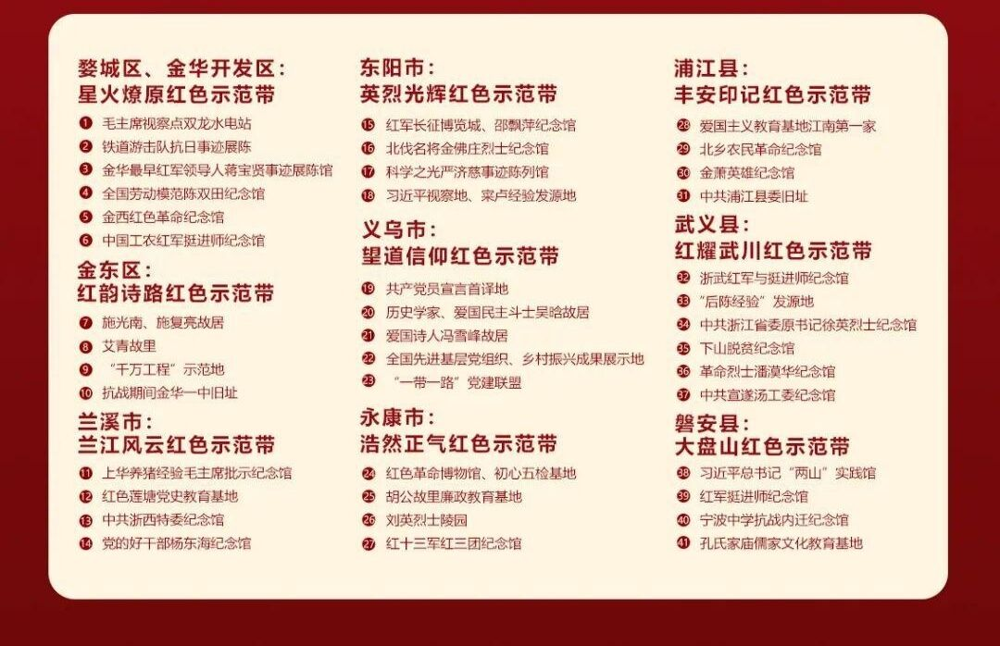 婺城区、金华开发区：
星火燎原红色示范带
1 毛主席视察点双龙水电站
2 铁道游击队抗日事迹展陈
3 金华最早红军领导人蒋宝贤事迹展陈馆
4 全国劳动模范陈双田纪念馆
5 金西红色革命纪念馆
6 中国工农红军挺进师纪念馆
金东区：
红韵诗路红色示范带
7 施光南、施复亮故居
8 艾青故里
9 “千万工程”示范地
10 抗战期间金华一中旧址
兰溪市：
兰江风云红色示范带
11 上华养猪经验毛主席批示纪念馆
12 红色莲塘党史教育基地
13 中共浙西特委纪念馆
14 党的好干部杨东海纪念馆
东阳市：
英烈光辉红色示范带
15 红军长征博览城、邵飘萍纪念馆
16 北伐名将金佛庄烈士纪念馆
17 科学之光严济慈事迹陈列馆
18 习近平视察地、寀卢经验发源地
义乌市：
望道信仰红色示范带
19 共产党员宣言首译地
20 历史学家、爱国民主斗士吴晗故居
21 爱国诗人冯雪峰故居
22 全国先进基层党组织、乡村振兴成果展示地
23 “一带一路”党建联盟
永康市：
浩然正气红色示范带
24 红色革命博物馆、初心五检基地
25 胡公故里廉政教育基地
26 刘英烈士陵园
27 红十三军红三团纪念馆
浦江县：
丰安印记红色示范带
28 爱国主义教育基地江南第一家
29 北乡农民革命纪念馆
30 金萧英雄纪念馆
31 中共浦江县委旧址
武义县：
红耀武川红色示范带
32 浙武红军与挺进师纪念馆
33 “后陈经验”发源地
34 中共浙江省委原书记徐英烈士纪念馆
35 下山脱贫纪念馆
36 革命烈士潘漠华纪念馆
37 中共宣遂汤工委纪念馆
磐安县：
大盘山红色示范带
38 习近平总书记“两山”实践馆
39 红军挺进师纪念馆
40 宁波中学抗战内迁纪念馆
41 孔氏家庙儒家文化教育基地